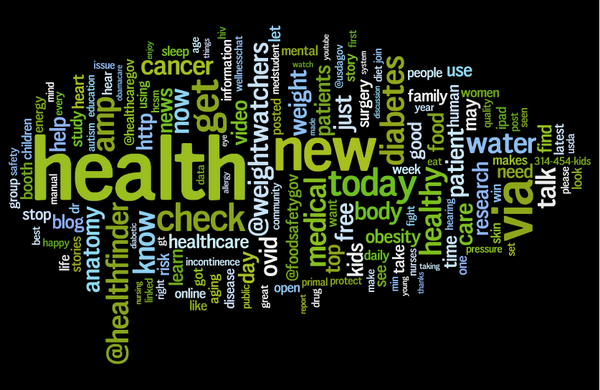 health
new
get
amp
cancer
@healthcaregov
sleep
age
things
enjoy
hiv
information
wellnesschat
medstudent
let
mental
youtube
@usdagov
first
story
system
watch
discussion
diet
join
people
use
women
quality
ipad
post
seen
family
year
human
may
diabetes
surgery
just
patients
made
weight
posted
video
@weightwatchers
now
news
hcsm
using
http
obamacare
issue
hear
heart
study
education
autism
mind
every
energy
help
children
booth
safety
group
manual
stop
best
happy
blog
dr
stories
life
anatomy
@healthfinder
know
diabetic
nursing
linked
right
risk
gt
check
healthcare
learn
incontinence
online
got
like
aging
disease
public
day
great
ovid
open
community
allergy
data
eye
@foodsafetygov
primal
report
drug
protect
medical
top
want
free
kids
make
body
obesity
daily
see
take
min
young
nurses
taking
thanks
today
fight
week
good
eat
food
healthy
hearing
patient
water
makes
need
research
win
care
one
time
pressure
skin
set
via
talk
find
latest
usda
314-454-kids
please
look